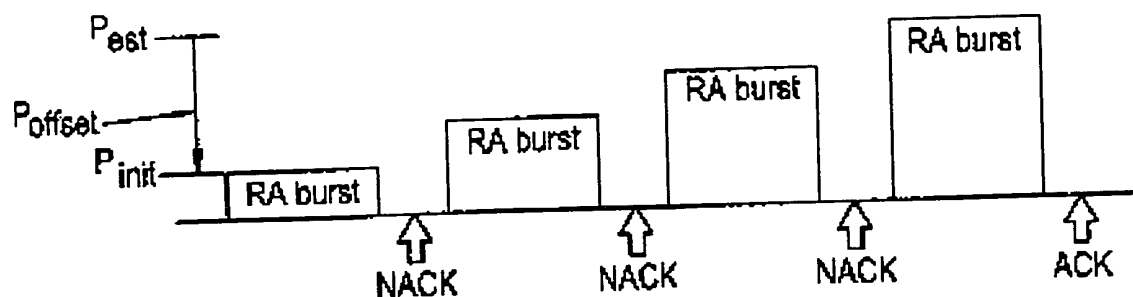 P_est
P_offset
P_init
RA burst
RA burst
RA burst
RA burst
NACK
NACK
NACK
ACK